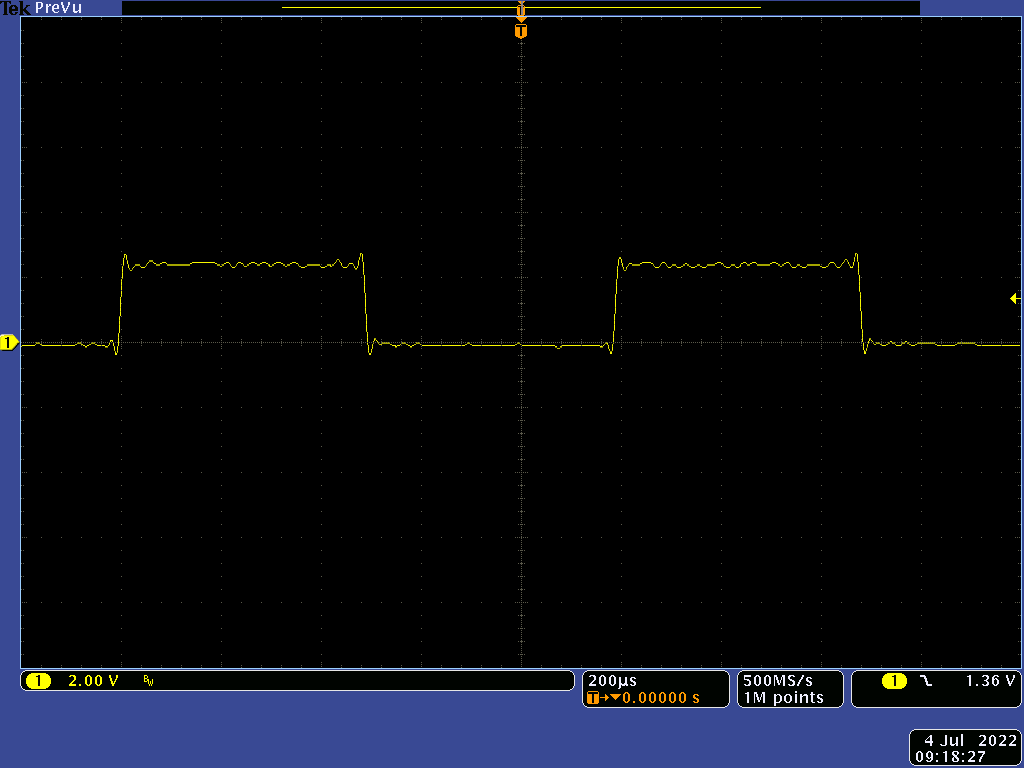 Tek PreVu
T
T
1
1 2.00 V BW
200µs
T→▼0.00000 s
500MS/s
1M points
1 1.36 V
4 Jul 2022
09:18:27